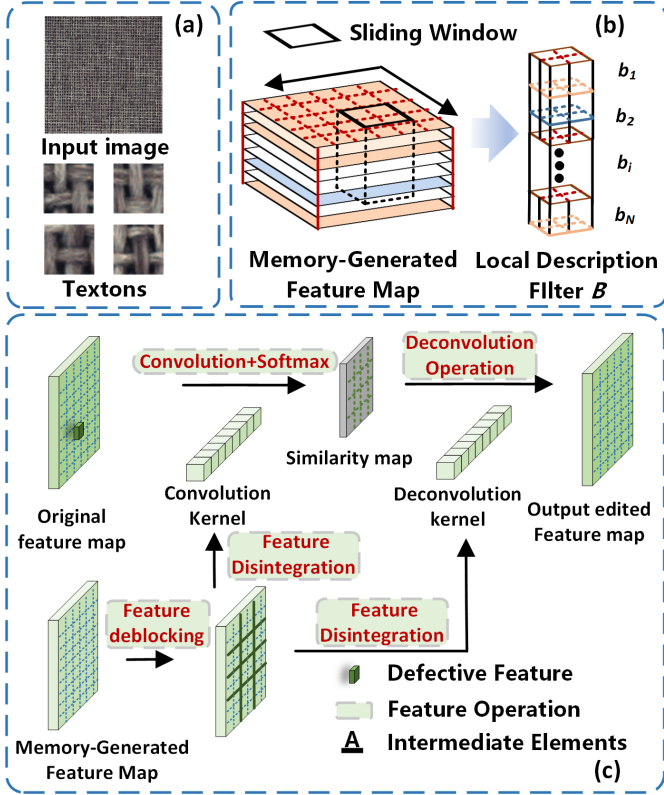 (a)
Input image
Textons
(b)
Sliding Window
b1
b2
bi
bN
Memory-Generated
Feature Map
Local Description
FIlter B
Convolution+Softmax
Deconvolution
Operation
Original
feature map
Convolution
Kernel
Similarity map
Deconvolution
kernel
Output edited
Feature map
Feature
Disintegration
Feature
deblocking
Feature
Disintegration
Memory-Generated
Feature Map
Defective Feature
Feature Operation
A Intermediate Elements
(c)